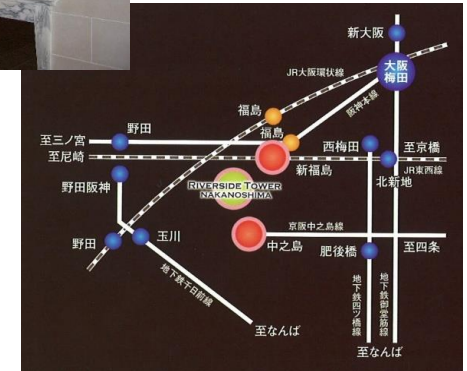 新大阪
大阪
梅田
JR大阪環状線
阪神本線
福島
福島
野田
至三ノ宮
至尼崎
西梅田
至京橋
JR東西線
新福島
北新地
野田阪神
RIVERSIDE TOWER
NAKANOSHIMA
京阪中之島線
野田
玉川
中之島
肥後橋
至四条
地下鉄千日前線
地下鉄四ツ橋線
地下鉄御堂筋線
至なんば
至なんば